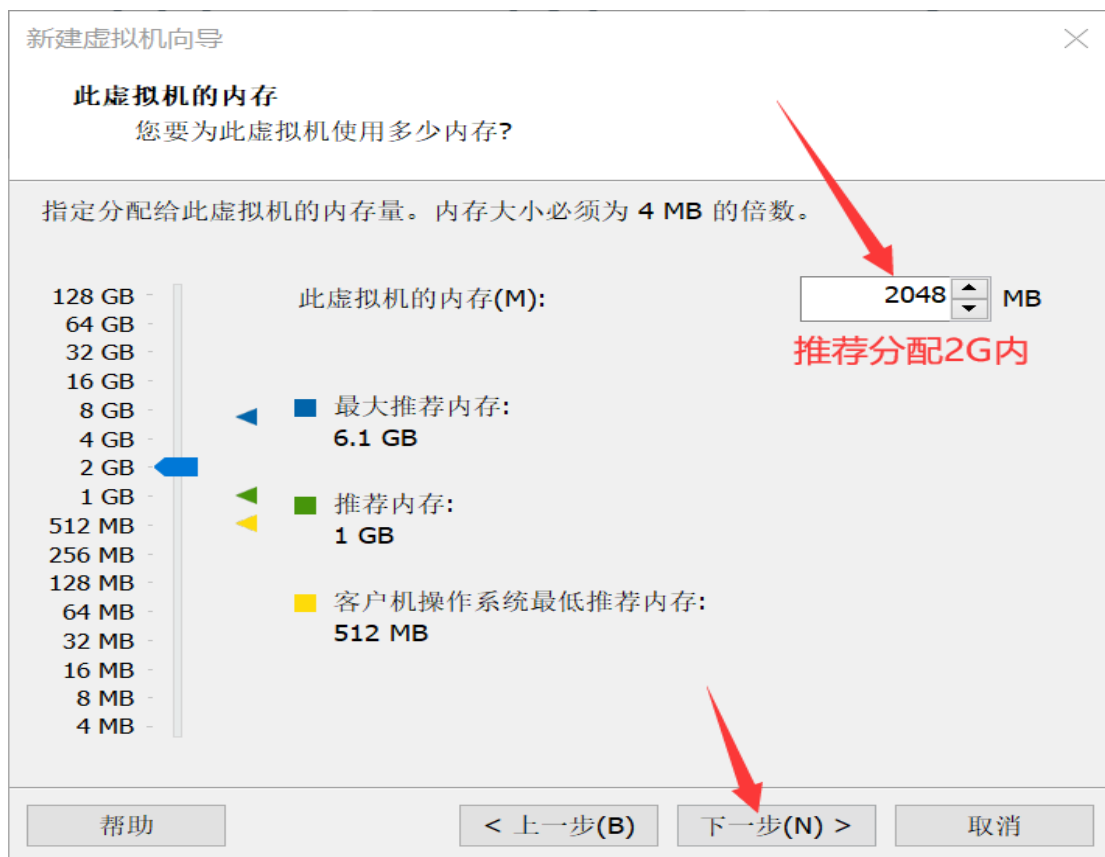 新建虚拟机向导
此虚拟机的内存
您要为此虚拟机使用多少内存?
指定分配给此虚拟机的内存量。内存大小必须为 4 MB 的倍数。
128 GB
64 GB
32 GB
16 GB
8 GB
4 GB
2 GB
1 GB
512 MB
256 MB
128 MB
64 MB
32 MB
16 MB
8 MB
4 MB
此虚拟机的内存(M):
2048 MB
推荐分配2G内
最大推荐内存:
6.1 GB
推荐内存:
1 GB
客户机操作系统最低推荐内存:
512 MB
帮助
< 上一步(B)
下一步(N) >
取消